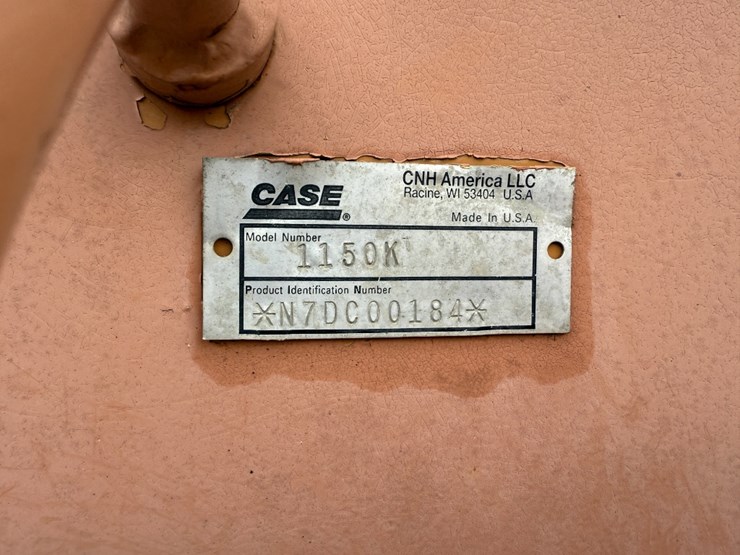 CASE®
CNH America LLC
Racine, WI 53404 U.S.A
Made In U.S.A.
Model Number
1150K
Product Identification Number
*N7DC00184*